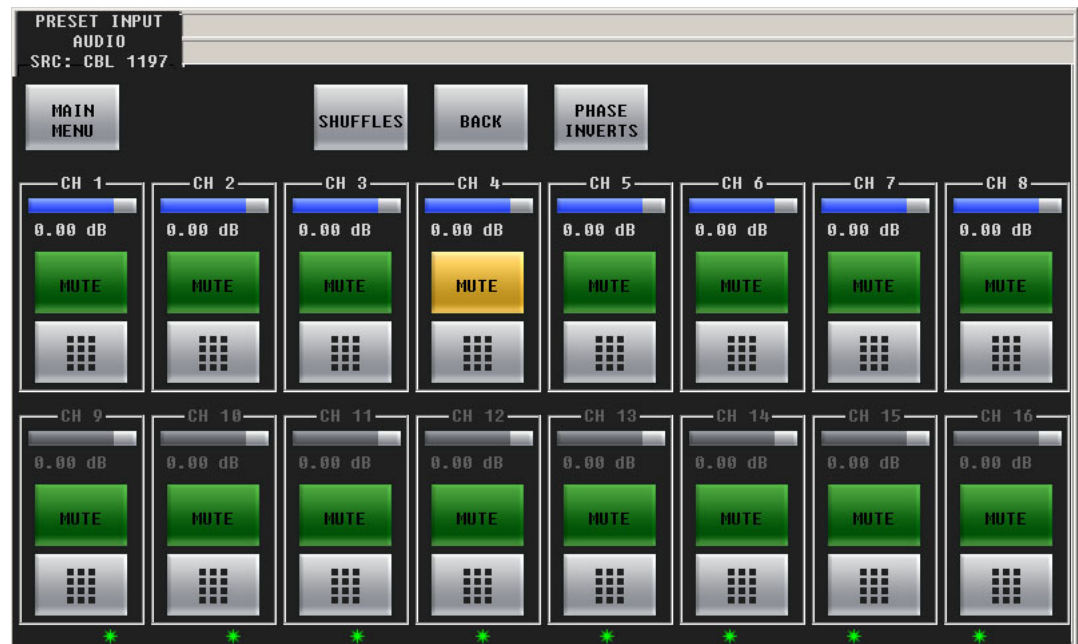 PRESET INPUT
AUDIO
SRC: CBL 1197
MAIN
MENU
SHUFFLES
BACK
PHASE
INVERTS
CH 1 CH 2 CH 3 CH 4 CH 5 CH 6 CH 7 CH 8
0.00 dB 0.00 dB 0.00 dB 0.00 dB 0.00 dB 0.00 dB 0.00 dB 0.00 dB
MUTE MUTE MUTE MUTE MUTE MUTE MUTE MUTE
CH 9 CH 10 CH 11 CH 12 CH 13 CH 14 CH 15 CH 16
0.00 dB 0.00 dB 0.00 dB 0.00 dB 0.00 dB 0.00 dB 0.00 dB 0.00 dB
MUTE MUTE MUTE MUTE MUTE MUTE MUTE MUTE